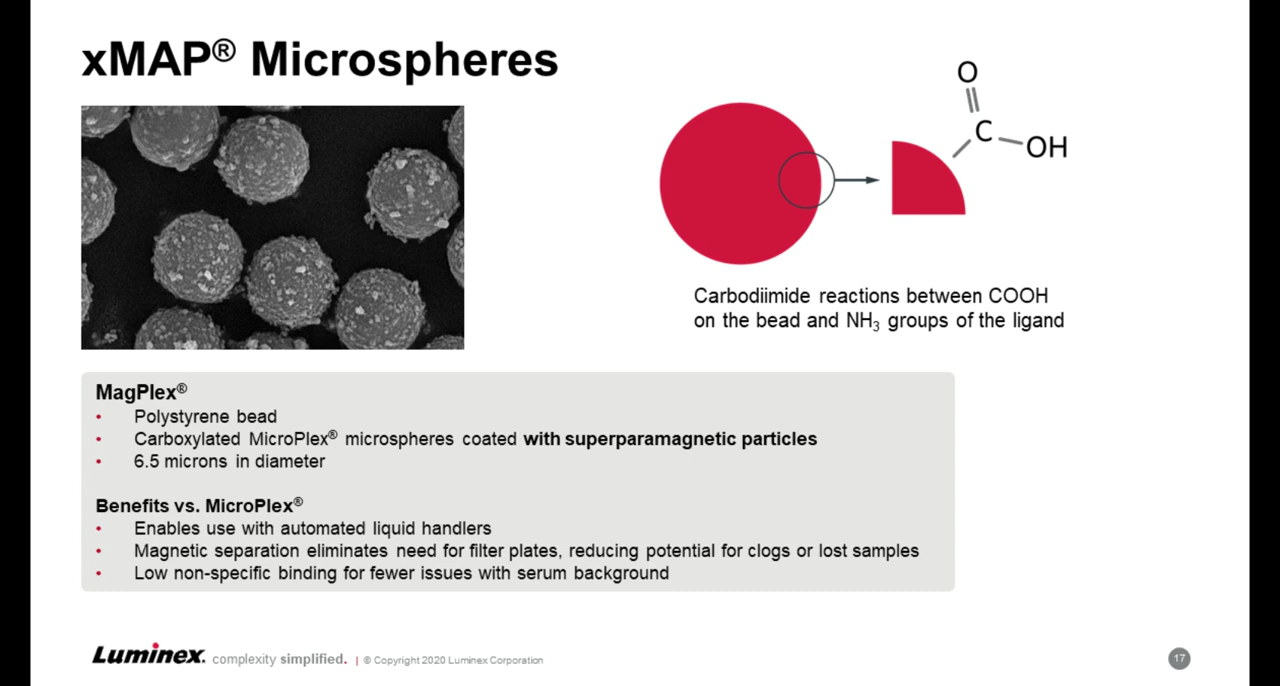 xMAP® Microspheres
O
C
OH
Carbodiimide reactions between COOH
on the bead and NH₃ groups of the ligand
MagPlex®
• Polystyrene bead
• Carboxylated MicroPlex® microspheres coated with superparamagnetic particles
• 6.5 microns in diameter
Benefits vs. MicroPlex®
• Enables use with automated liquid handlers
• Magnetic separation eliminates need for filter plates, reducing potential for clogs or lost samples
• Low non-specific binding for fewer issues with serum background
Luminex. complexity simplified. | © Copyright 2020 Luminex Corporation
17